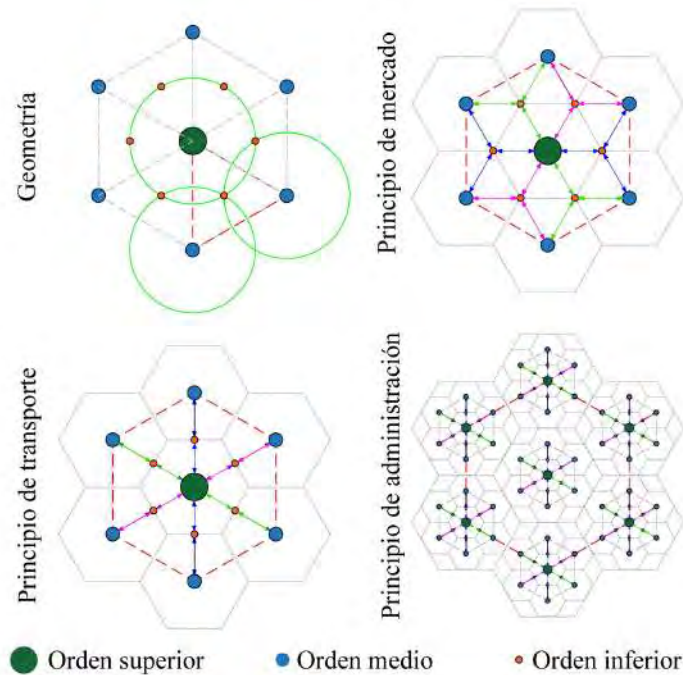 Geometría
Principio de mercado
Principio de transporte
Principio de administración
Orden superior
Orden medio
Orden inferior